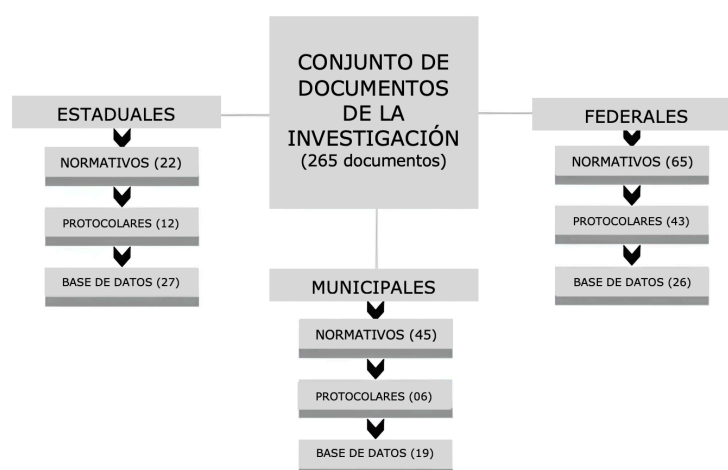 CONJUNTO DE
DOCUMENTOS
DE LA
INVESTIGACIÓN
(265 documentos)
ESTADUALES
NORMATIVOS (22)
PROTOCOLARES (12)
BASE DE DATOS (27)
MUNICIPALES
NORMATIVOS (45)
PROTOCOLARES (06)
BASE DE DATOS (19)
FEDERALES
NORMATIVOS (65)
PROTOCOLARES (43)
BASE DE DATOS (26)